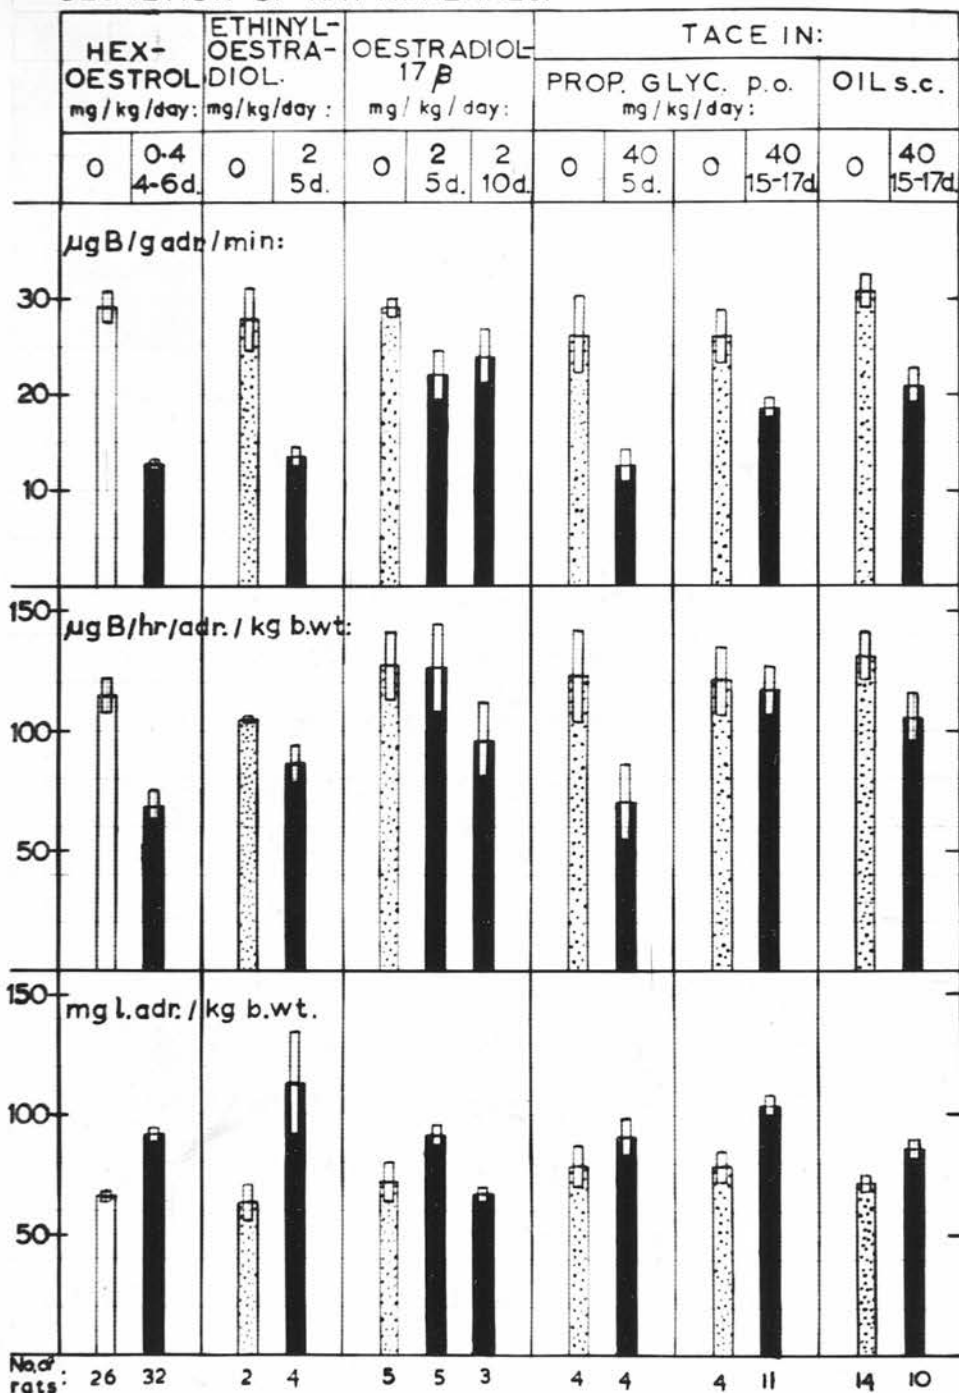 HEX- ETHINYL- OESTRADIOL- TACE IN:
OESTROL OESTRA- 17 β PROP. GLYC. p.o. OIL s.c.
DIOL.
mg/kg/day: mg/kg/day: mg/kg/day: mg/kg/day:
0 0·4 0 2 0 2 2 0 40 0 40 0 40
4-6d. 5d. 5d. 10d. 5d. 15-17d. 15-17d.
µg B/g adr/min:
30
20
10
150
µg B/hr/adr./kg b.wt:
100
50
150
mg l.adr./kg b.wt.
100
50
No.of
rats: 26 32 2 4 5 5 3 4 4 4 11 14 10